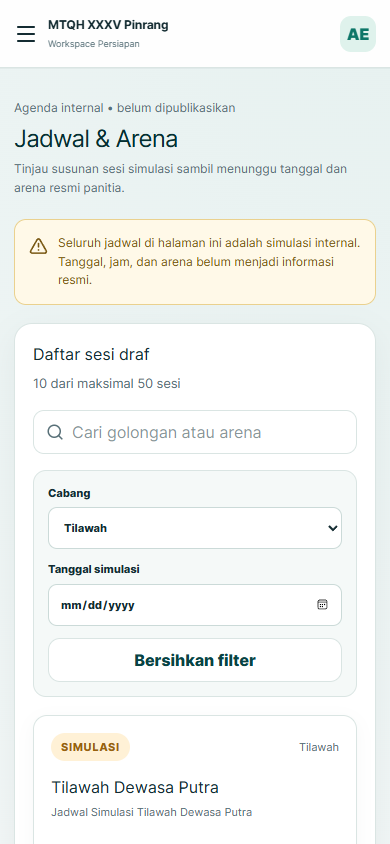 MTQH XXXV Pinrang
Workspace Persiapan
AE
Agenda internal • belum dipublikasikan
Jadwal & Arena
Tinjau susunan sesi simulasi sambil menunggu tanggal dan
arena resmi panitia.
Seluruh jadwal di halaman ini adalah simulasi internal.
Tanggal, jam, dan arena belum menjadi informasi
resmi.
Daftar sesi draf
10 dari maksimal 50 sesi
Cari golongan atau arena
Cabang
Tilawah
Tanggal simulasi
mm/dd/yyyy
Bersihkan filter
SIMULASI
Tilawah
Tilawah Dewasa Putra
Jadwal Simulasi Tilawah Dewasa Putra